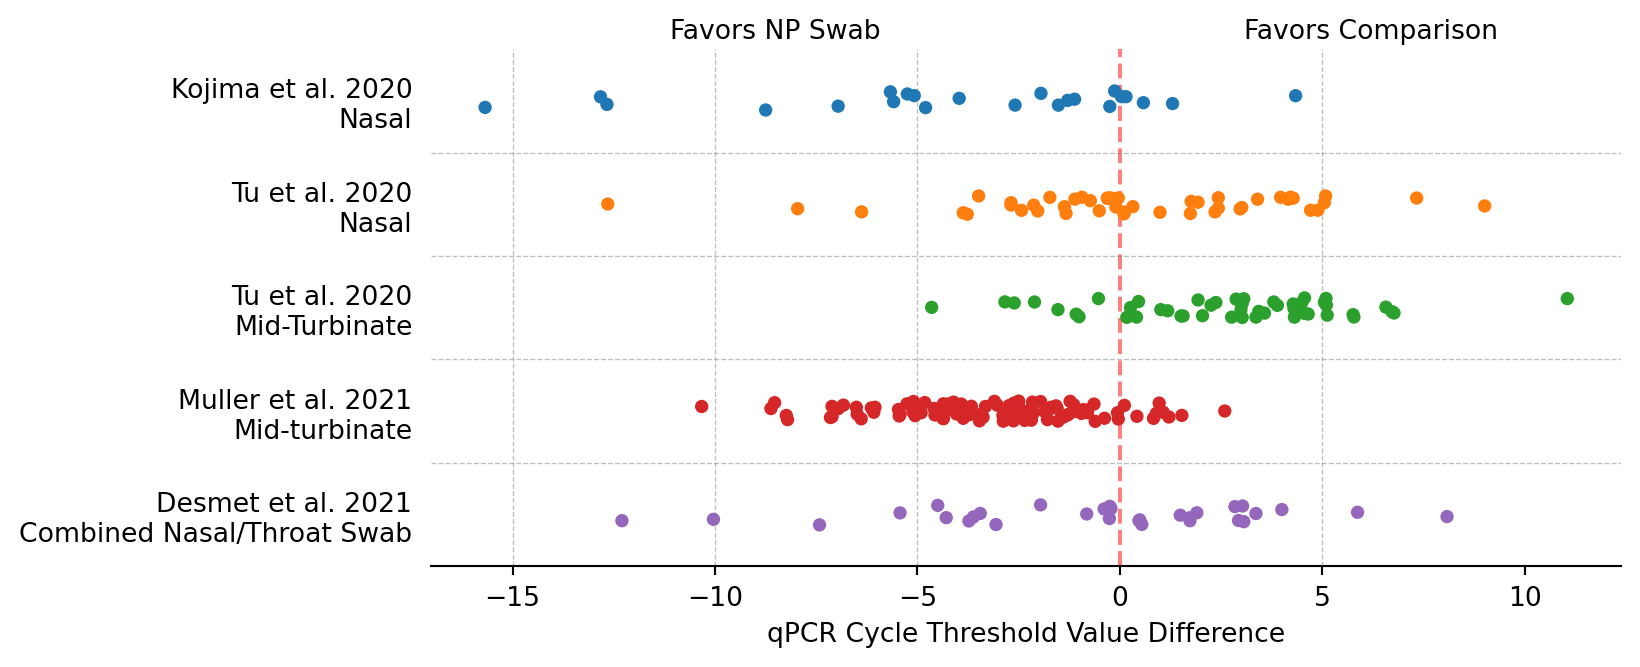 Favors NP Swab
Favors Comparison
Kojima et al. 2020
Nasal
Tu et al. 2020
Nasal
Tu et al. 2020
Mid-Turbinate
Muller et al. 2021
Mid-turbinate
Desmet et al. 2021
Combined Nasal/Throat Swab
−15
−10
−5
0
5
10
qPCR Cycle Threshold Value Difference